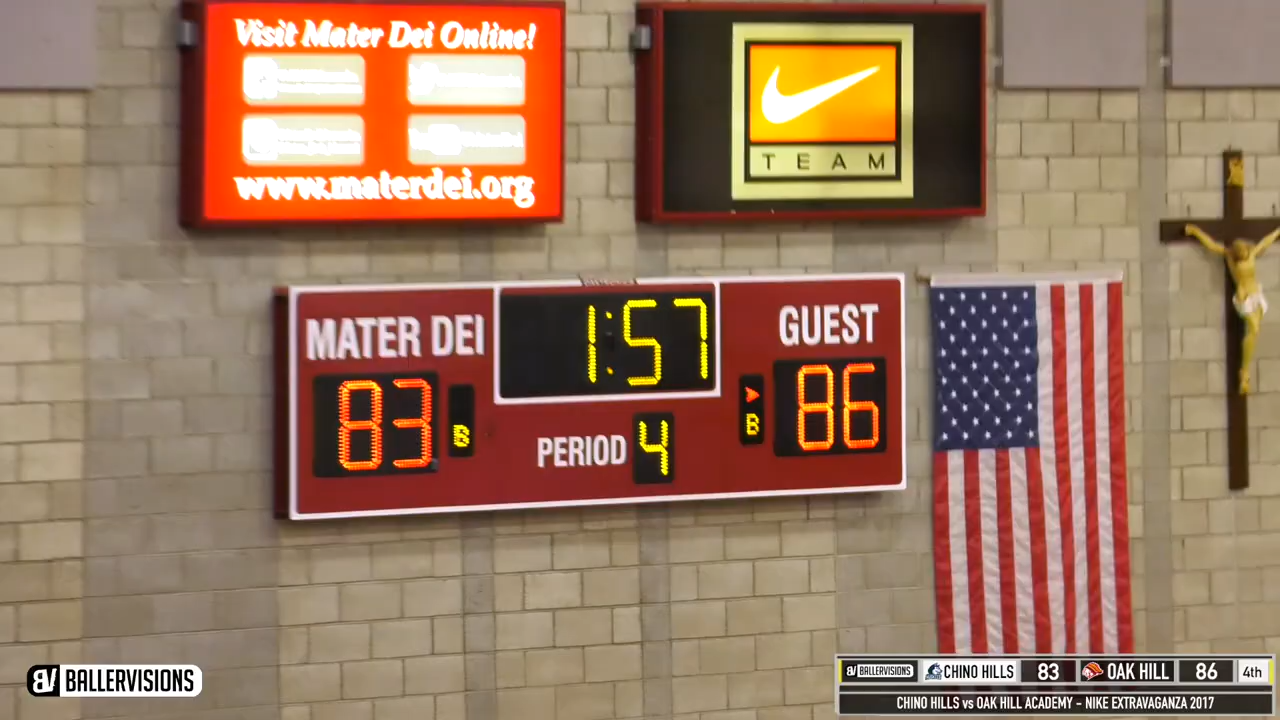 Visit Mater Dei Online!
www.materdei.org
TEAM
MATER DEI
1:57
GUEST
83
B
PERIOD 4
B
86
BALLERVISIONS
BALLERVISIONS CHINO HILLS 83 OAK HILL 86 4th
CHINO HILLS vs OAK HILL ACADEMY - NIKE EXTRAVAGANZA 2017